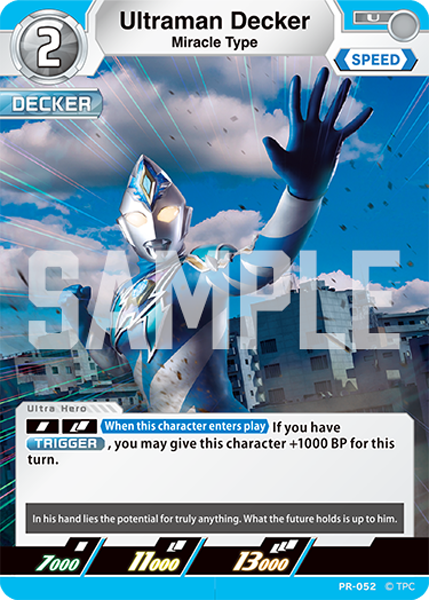 2
Ultraman Decker
Miracle Type
U
SPEED
DECKER
SAMPLE
Ultra Hero
When this character enters play If you have
TRIGGER , you may give this character +1000 BP for this
turn.
In his hand lies the potential for truly anything. What the future holds is up to him.
7000 11000 13000
PR-052 © TPC